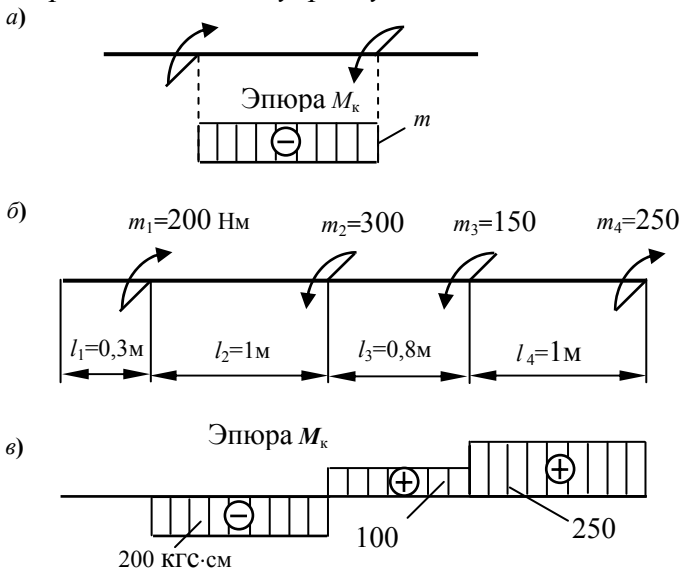 а)
Эпюра Mк
m
б)
m1=200 Нм
m2=300
m3=150
m4=250
l1=0,3м
l2=1м
l3=0,8м
l4=1м
Эпюра Mк
в)
200 кгс·см
100
250